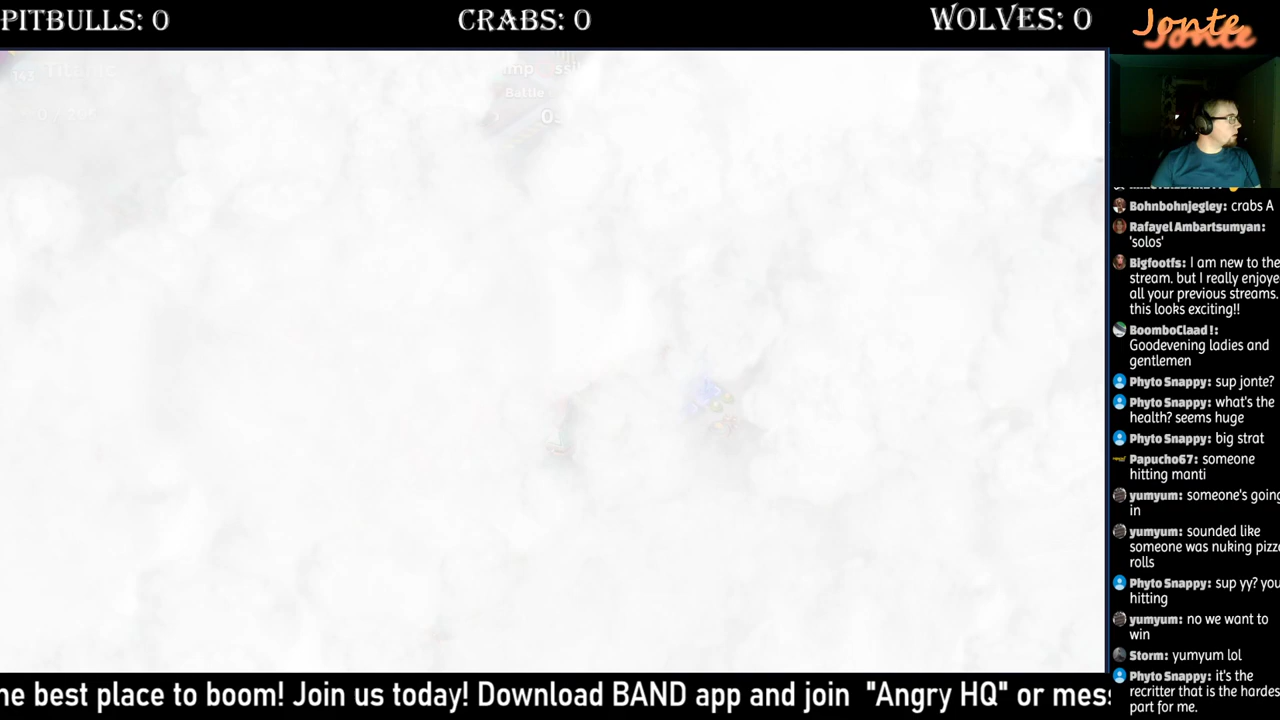 PITBULLS: 0
CRABS: 0
WOLVES: 0
Jonte
143 Titanic
Battle
Bohnbohnjegley: crabs A
Rafayel Ambartsumyan:
'solos'
Bigfootfs: I am new to the
stream. but I really enjoye
all your previous streams.
this looks exciting!!
BoomboClaad!:
Goodevening ladies and
gentlemen
Phyto Snappy: sup jonte?
Phyto Snappy: what's the
health? seems huge
Phyto Snappy: big strat
Papucho67: someone
hitting manti
yumyum: someone's going
in
yumyum: sounded like
someone was nuking pizza
rolls
Phyto Snappy: sup yy? you
hitting
yumyum: no we want to
win
Storm: yumyum lol
Phyto Snappy: it's the
recritter that is the hardes
part for me.
he best place to boom! Join us today! Download BAND app and join "Angry HQ" or mes